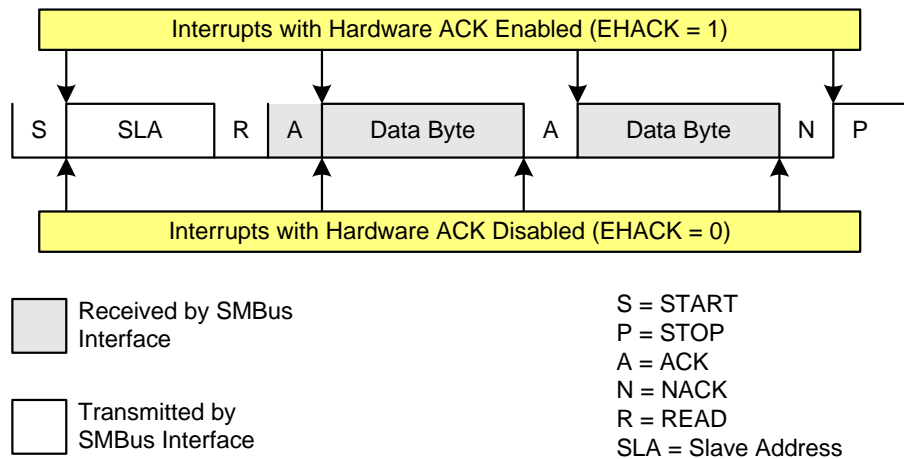 Interrupts with Hardware ACK Enabled (EHACK = 1)
S SLA R A Data Byte A Data Byte N P
Interrupts with Hardware ACK Disabled (EHACK = 0)
Received by SMBus
Interface
Transmitted by
SMBus Interface
S = START
P = STOP
A = ACK
N = NACK
R = READ
SLA = Slave Address